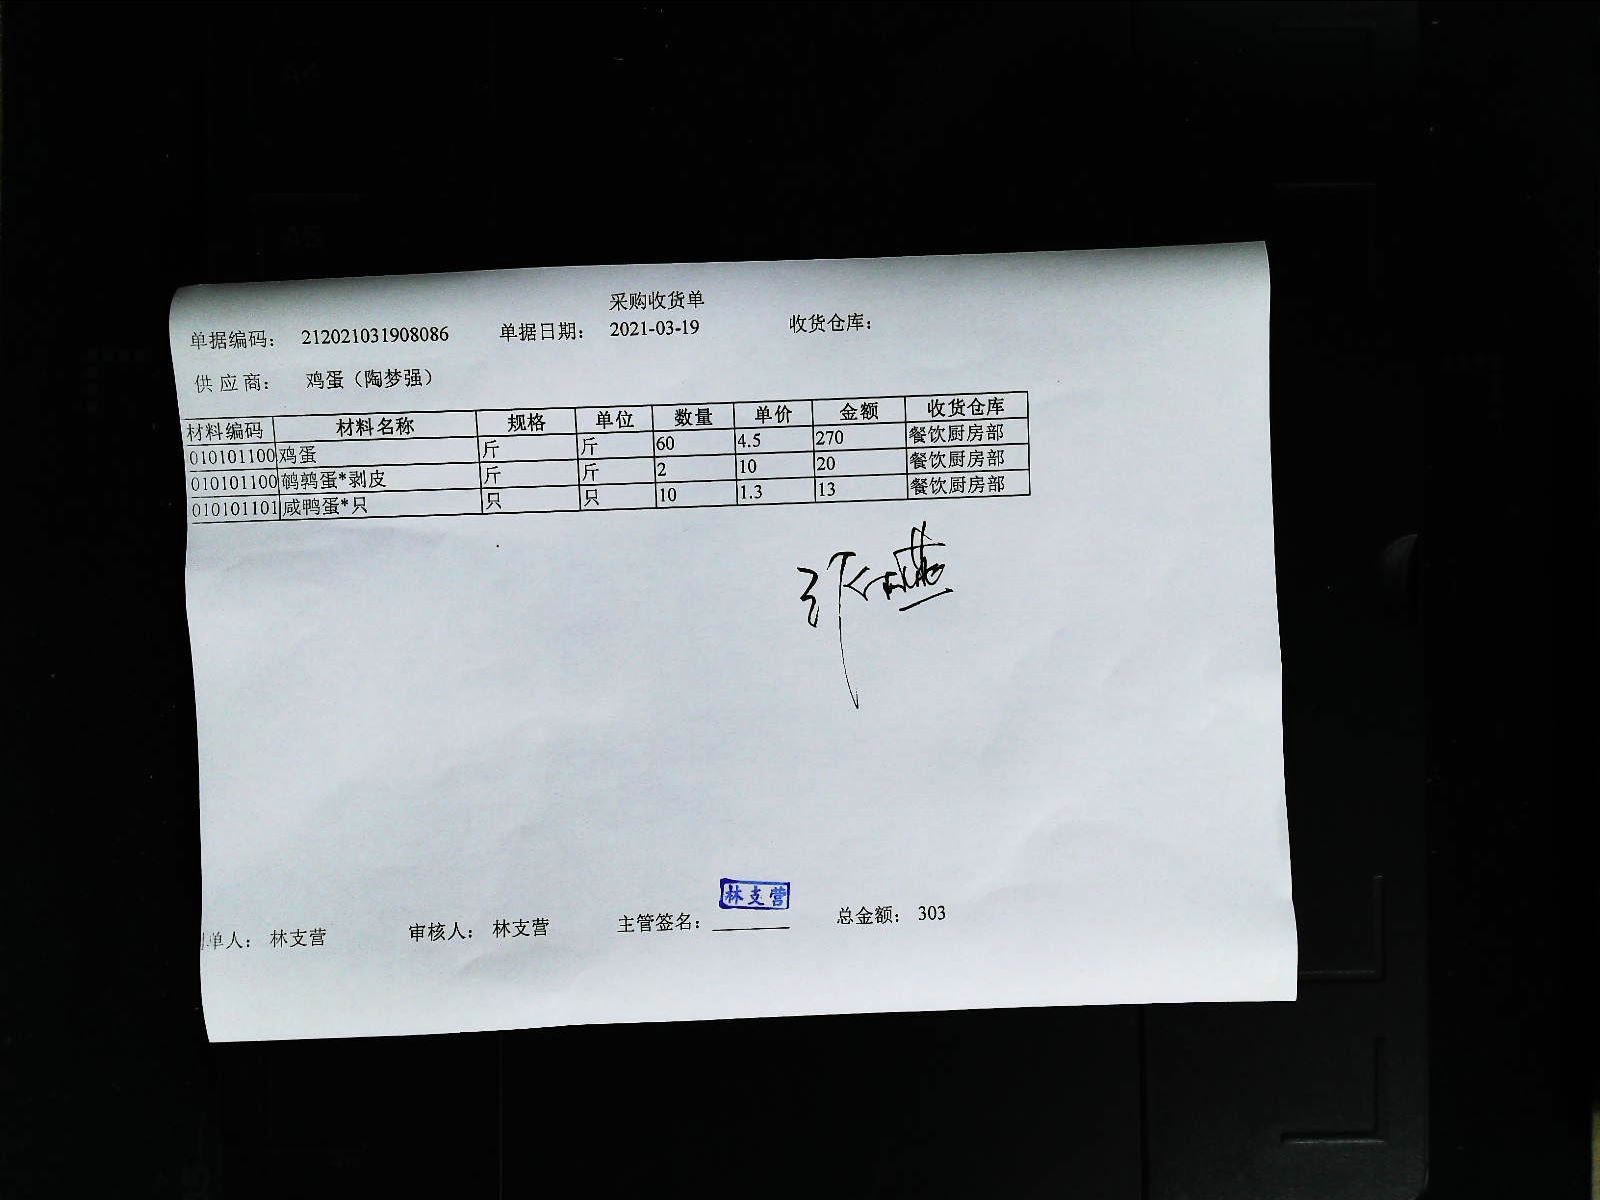 采购收货单
单据编码： 212021031908086 单据日期： 2021-03-19 收货仓库：
供应商： 鸡蛋（陶梦强）
材料编码 材料名称 规格 单位 数量 单价 金额 收货仓库
010101100 鸡蛋 斤 斤 60 4.5 270 餐饮厨房部
010101100 鹌鹑蛋*剥皮 斤 斤 2 10 20 餐饮厨房部
010101101 咸鸭蛋*只 只 只 10 1.3 13 餐饮厨房部
林支营
单人： 林支营 审核人： 林支营 主管签名： 总金额： 303